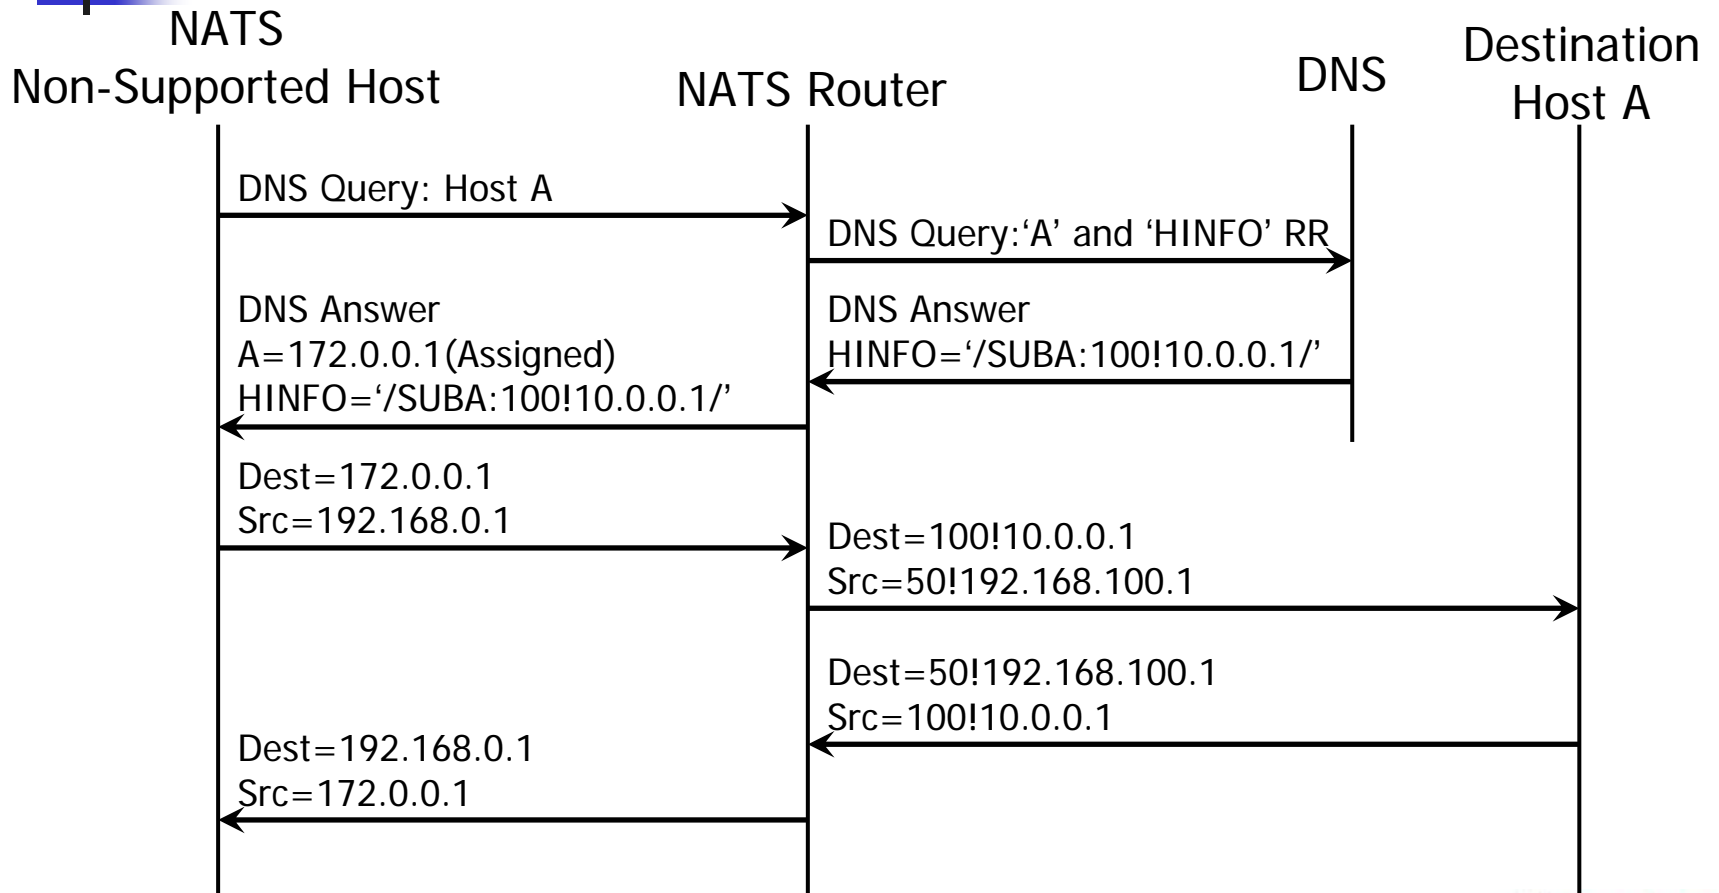 NATS
Non-Supported Host
NATS Router
DNS
Destination
Host A
DNS Query: Host A
DNS Query:‘A’ and ‘HINFO’ RR
DNS Answer
A=172.0.0.1(Assigned)
HINFO=‘/SUBA:100!10.0.0.1/’
DNS Answer
HINFO=‘/SUBA:100!10.0.0.1/’
Dest=172.0.0.1
Src=192.168.0.1
Dest=100!10.0.0.1
Src=50!192.168.100.1
Dest=50!192.168.100.1
Src=100!10.0.0.1
Dest=192.168.0.1
Src=172.0.0.1